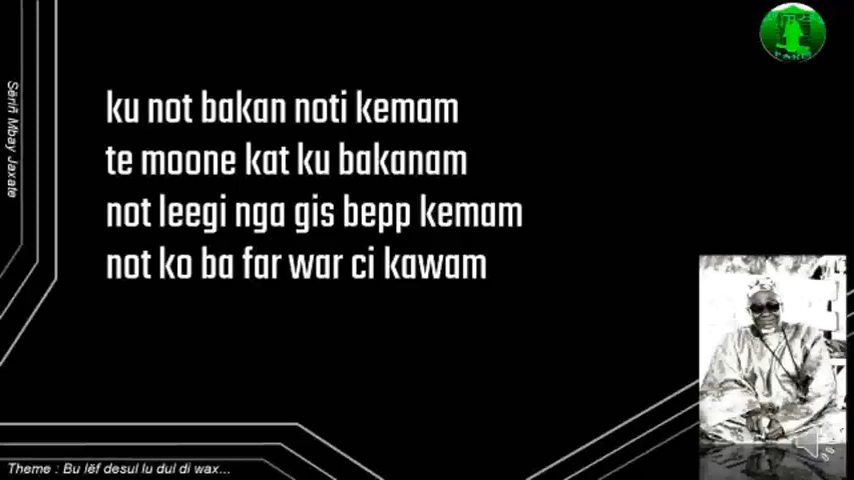 Sëriñ Mbay Jaxate
ku not bakan noti kemam
te moone kat ku bakanam
not leegi nga gis bepp kemam
not ko ba far war ci kawam
Theme : Bu lëf desul lu dul di wax...